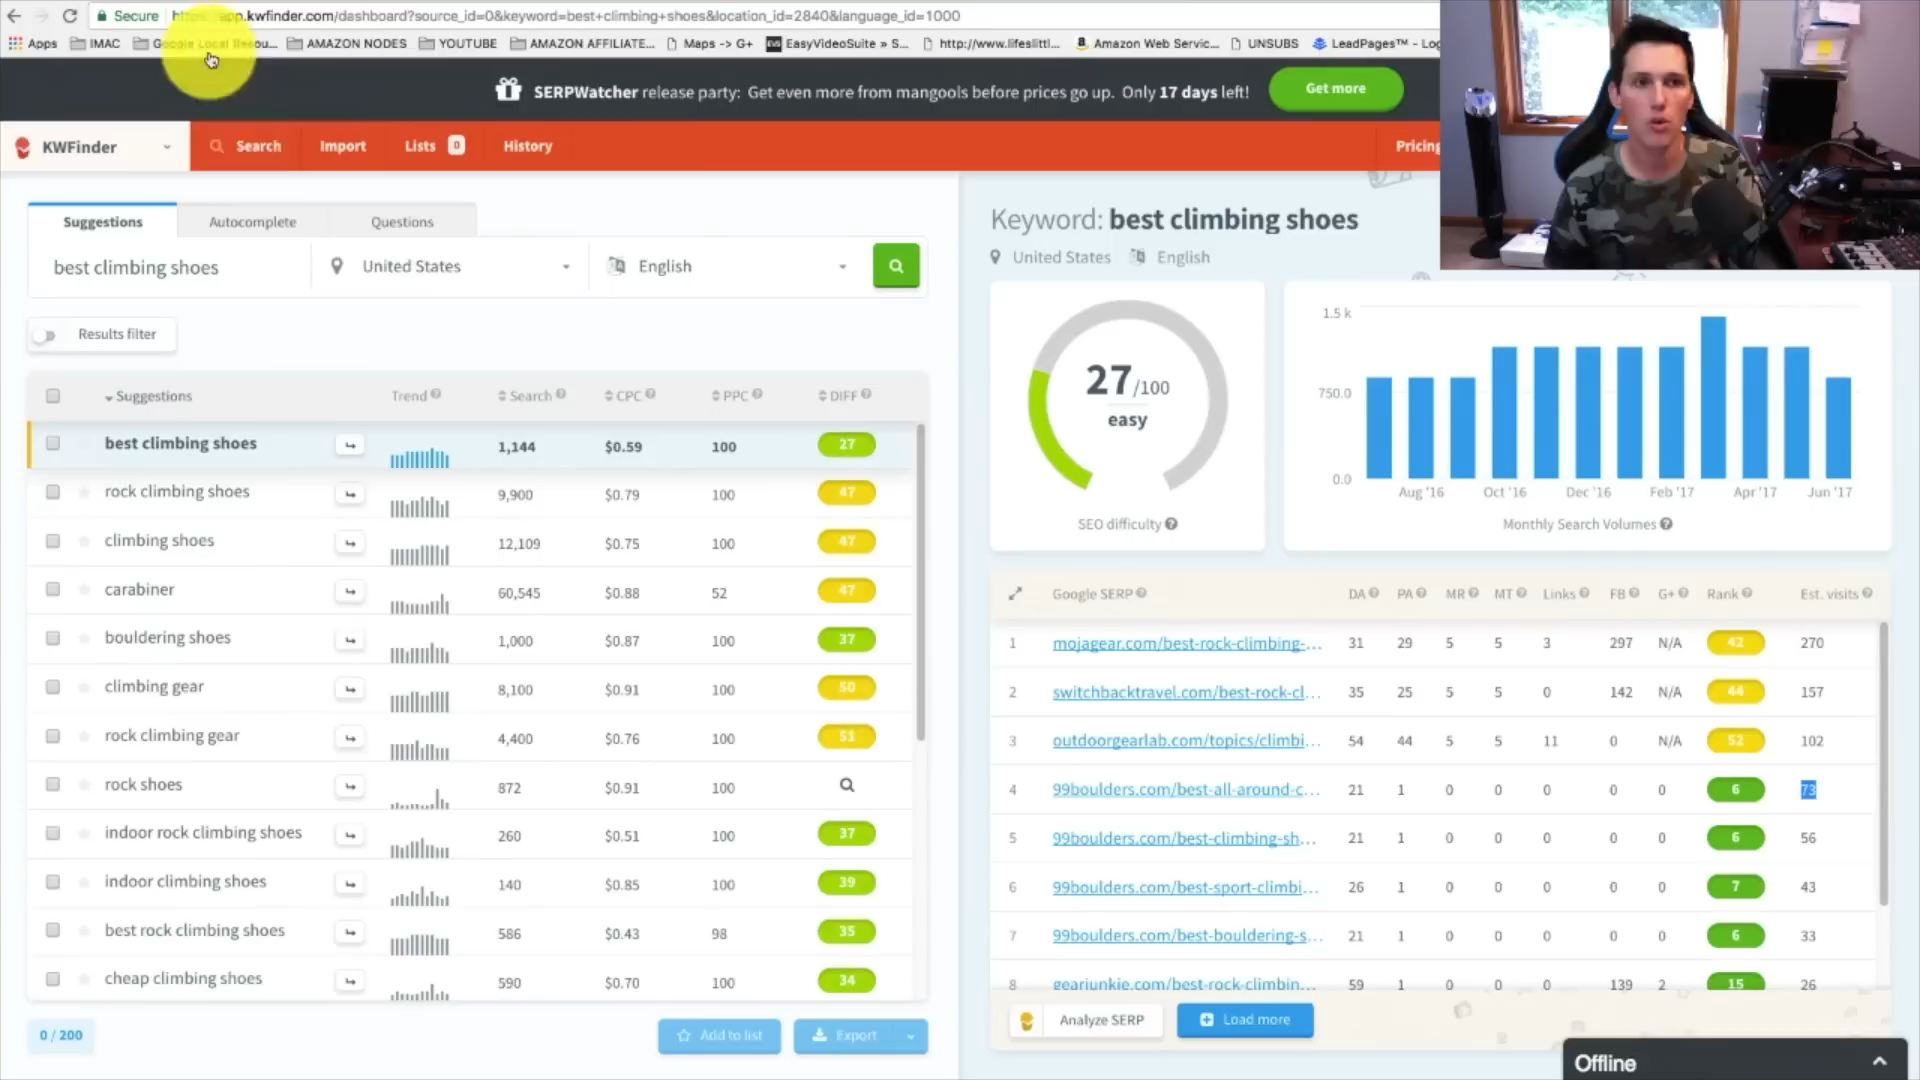 Secure https://app.kwfinder.com/dashboard?source_id=0&keyword=best+climbing+shoes&location_id=2840&language_id=1000
Apps IMAC Google Local Resou... AMAZON NODES YOUTUBE AMAZON AFFILIATE... Maps -> G+ EasyVideoSuite » S... http://www.lifeslittl... Amazon Web Servic... UNSUBS LeadPages™ - Log
SERPWatcher release party: Get even more from mangools before prices go up. Only 17 days left! Get more
KWFinder Search Import Lists 0 History Pricing
Suggestions Autocomplete Questions
best climbing shoes United States English
Results filter
Suggestions Trend Search CPC PPC DIFF
best climbing shoes 1,144 $0.59 100 27
rock climbing shoes 9,900 $0.79 100 47
climbing shoes 12,109 $0.75 100 47
carabiner 60,545 $0.88 52 47
bouldering shoes 1,000 $0.87 100 37
climbing gear 8,100 $0.91 100 50
rock climbing gear 4,400 $0.76 100 51
rock shoes 872 $0.91 100
indoor rock climbing shoes 260 $0.51 100 37
indoor climbing shoes 140 $0.85 100 39
best rock climbing shoes 586 $0.43 98 35
cheap climbing shoes 590 $0.70 100 34
0 / 200 Add to list Export
Keyword: best climbing shoes
United States English
27/100
easy
SEO difficulty
1.5 k
750.0
0.0
Aug '16 Oct '16 Dec '16 Feb '17 Apr '17 Jun '17
Monthly Search Volumes
Google SERP DA PA MR MT Links FB G+ Rank Est. visits
1 mojagear.com/best-rock-climbing-... 31 29 5 5 3 297 N/A 42 270
2 switchbacktravel.com/best-rock-cl... 35 25 5 5 0 142 N/A 44 157
3 outdoorgearlab.com/topics/climbi... 54 44 5 5 11 0 N/A 52 102
4 99boulders.com/best-all-around-c... 21 1 0 0 0 0 0 6 73
5 99boulders.com/best-climbing-sh... 21 1 0 0 0 0 0 6 56
6 99boulders.com/best-sport-climbi... 26 1 0 0 0 0 0 7 43
7 99boulders.com/best-bouldering-s... 21 1 0 0 0 0 0 6 33
8 gearjunkie.com/best-rock-climbin... 59 1 0 0 0 139 2 15 26
Analyze SERP Load more
Offline